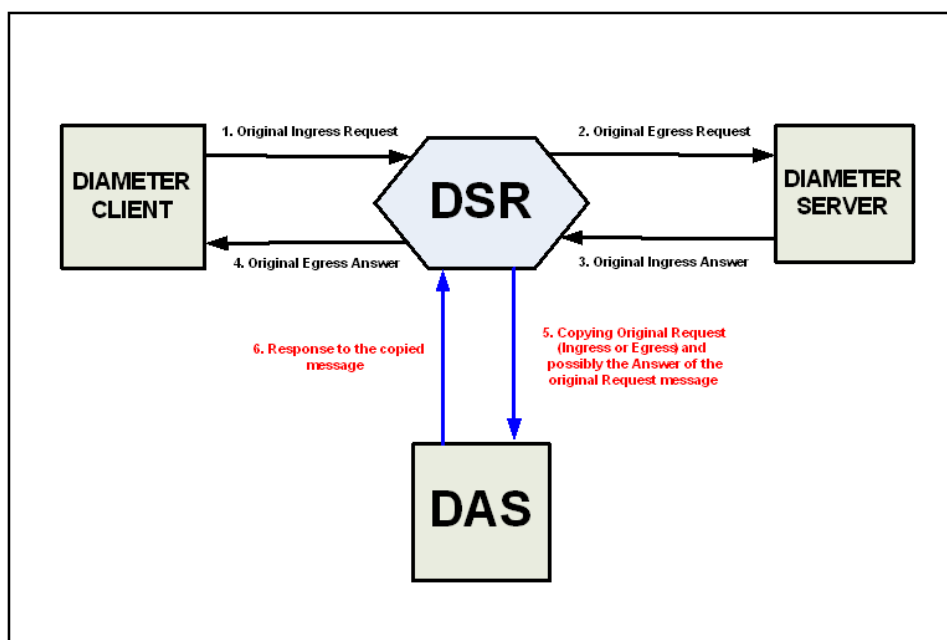 1. Original Ingress Request
2. Original Egress Request
DIAMETER
CLIENT
DSR
DIAMETER
SERVER
4. Original Egress Answer
3. Original Ingress Answer
6. Response to the copied
message
5. Copying Original Request
(Ingress or Egress) and
possibly the Answer of the
original Request message
DAS